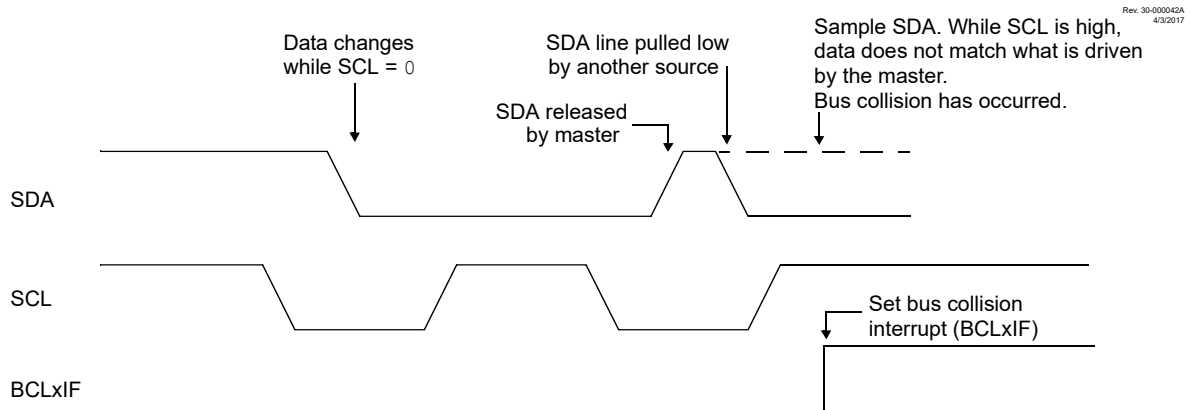 Rev. 30-000042A
4/3/2017
Data changes
while SCL = 0
SDA line pulled low
by another source
SDA released
by master
Sample SDA. While SCL is high,
data does not match what is driven
by the master.
Bus collision has occurred.
SDA
SCL
Set bus collision
interrupt (BCLxIF)
BCLxIF